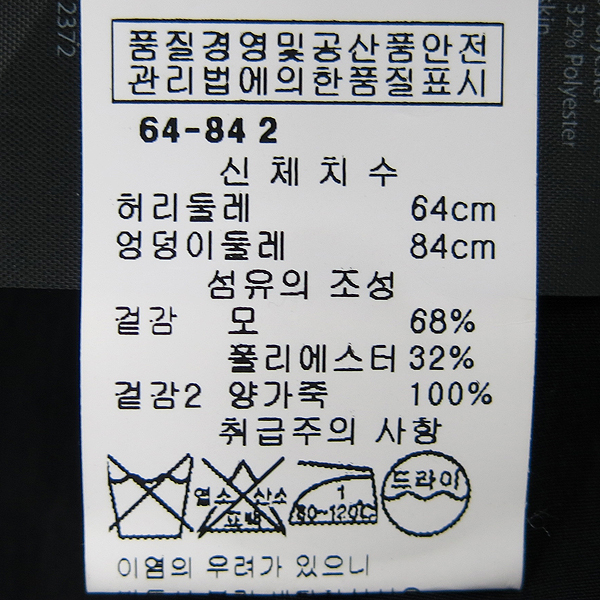 품질경영및공산품안전
관리법에의한품질표시
64-84 2
신체치수
허리둘레 64cm
엉덩이둘레 84cm
섬유의 조성
겉감 모 68%
폴리에스터 32%
겉감2 양가죽 100%
취급주의 사항
염소 산소
표백
1
80~120℃
드라이
이염의 우려가 있으니
2372
32% Polyester